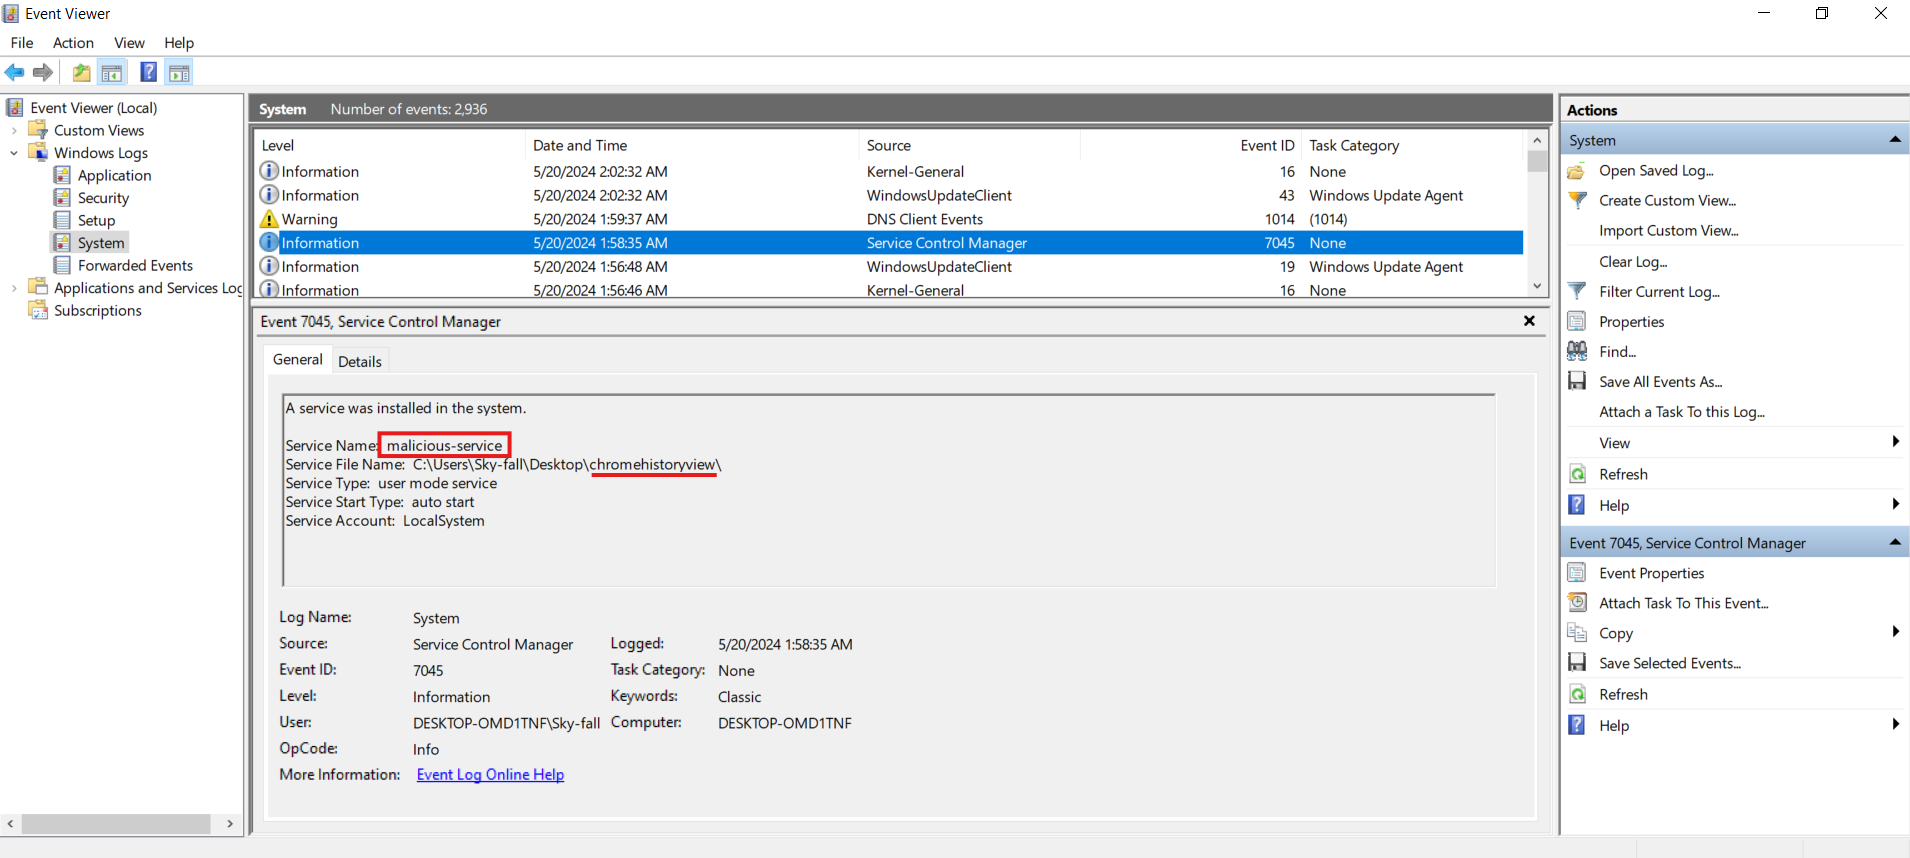 Event Viewer
File Action View Help
Event Viewer (Local)
Custom Views
Windows Logs
Application
Security
Setup
System
Forwarded Events
Applications and Services Log
Subscriptions
System Number of events: 2,936
Level Date and Time Source Event ID Task Category
Information 5/20/2024 2:02:32 AM Kernel-General 16 None
Information 5/20/2024 2:02:32 AM WindowsUpdateClient 43 Windows Update Agent
Warning 5/20/2024 1:59:37 AM DNS Client Events 1014 (1014)
Information 5/20/2024 1:58:35 AM Service Control Manager 7045 None
Information 5/20/2024 1:56:48 AM WindowsUpdateClient 19 Windows Update Agent
Information 5/20/2024 1:56:46 AM Kernel-General 16 None
Event 7045, Service Control Manager
General Details
A service was installed in the system.
Service Name: malicious-service
Service File Name: C:\Users\Sky-fall\Desktop\chromehistoryview\
Service Type: user mode service
Service Start Type: auto start
Service Account: LocalSystem
Log Name: System
Source: Service Control Manager Logged: 5/20/2024 1:58:35 AM
Event ID: 7045 Task Category: None
Level: Information Keywords: Classic
User: DESKTOP-OMD1TNF\Sky-fall Computer: DESKTOP-OMD1TNF
OpCode: Info
More Information: Event Log Online Help
Actions
System
Open Saved Log...
Create Custom View...
Import Custom View...
Clear Log...
Filter Current Log...
Properties
Find...
Save All Events As...
Attach a Task To this Log...
View
Refresh
Help
Event 7045, Service Control Manager
Event Properties
Attach Task To This Event...
Copy
Save Selected Events...
Refresh
Help